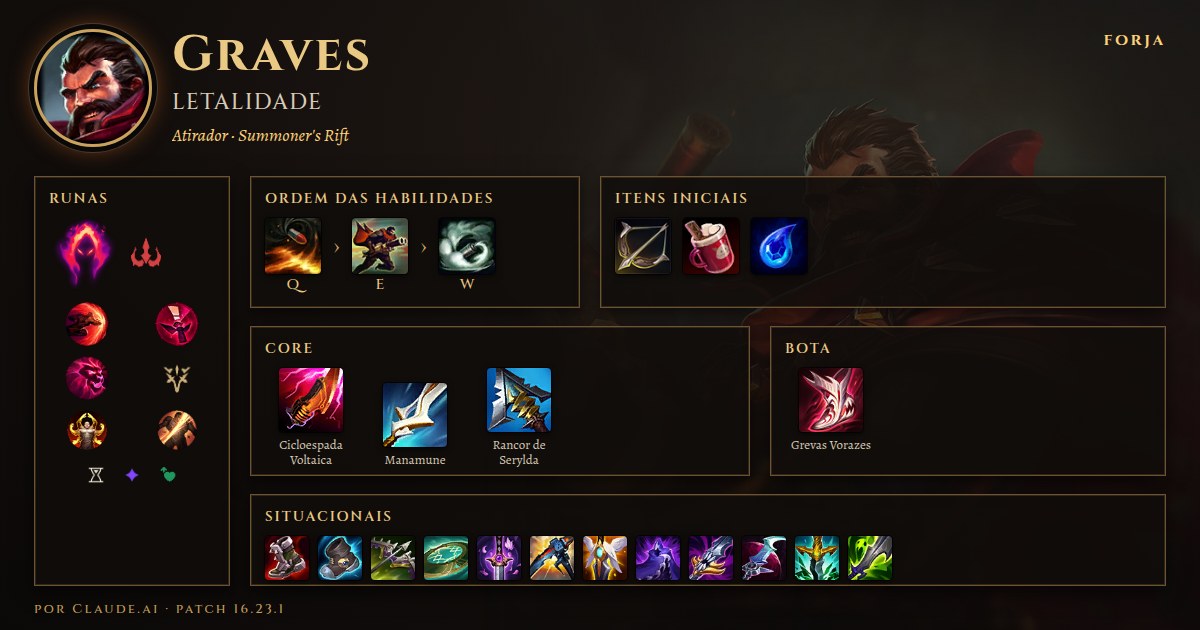 Graves
LETALIDADE
Atirador · Summoner's Rift
FORJA
RUNAS
ORDEM DAS HABILIDADES
Q
›
E
›
W
ITENS INICIAIS
CORE
Cicloespada
Voltaica
Manamune
Rancor de
Serylda
BOTA
Grevas Vorazes
SITUACIONAIS
POR CLAUDE.AI · PATCH 16.23.1